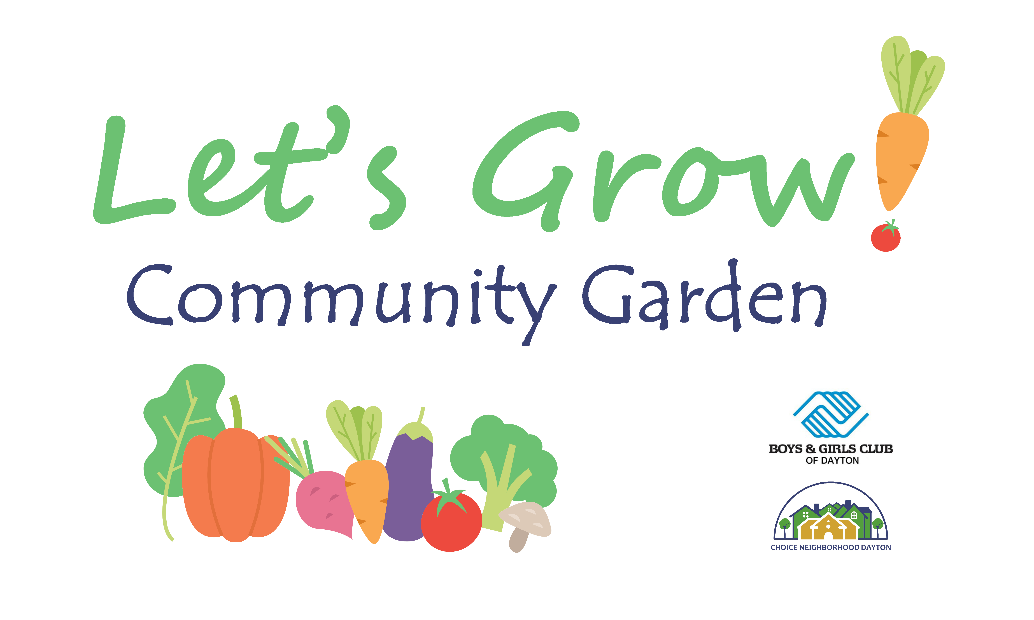 Let's Grow!
Community Garden
BOYS & GIRLS CLUB
OF DAYTON
CHOICE NEIGHBORHOOD DAYTON